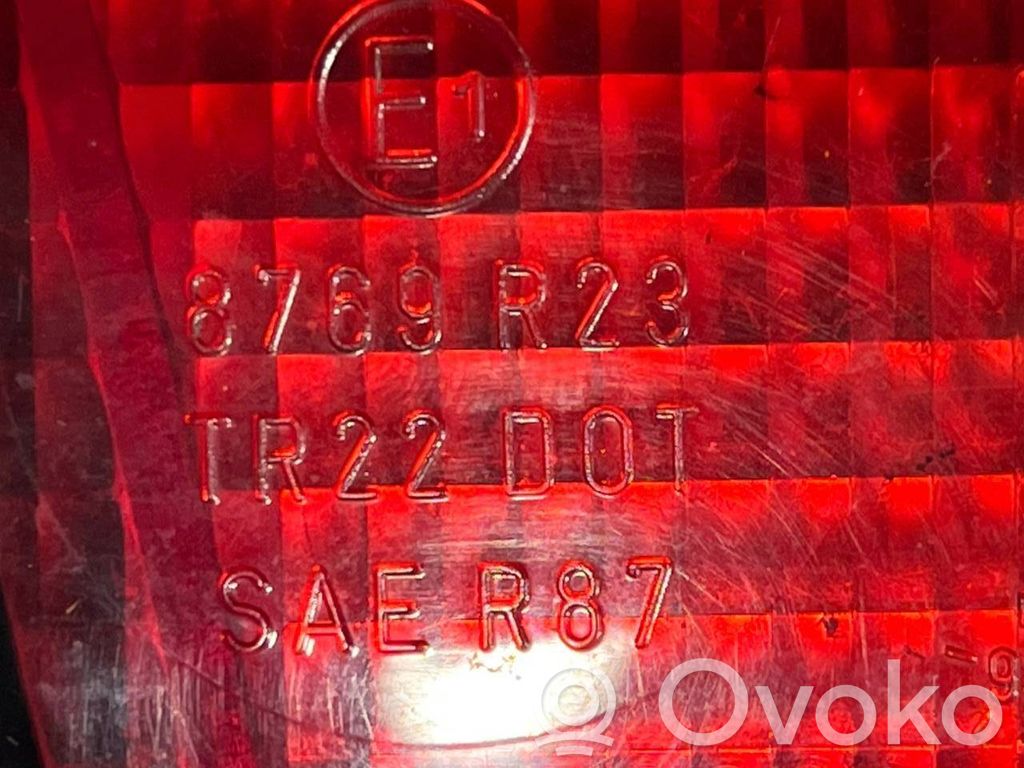 E1
8769 R23
TR22 DOT
SAE R87
Ovoko